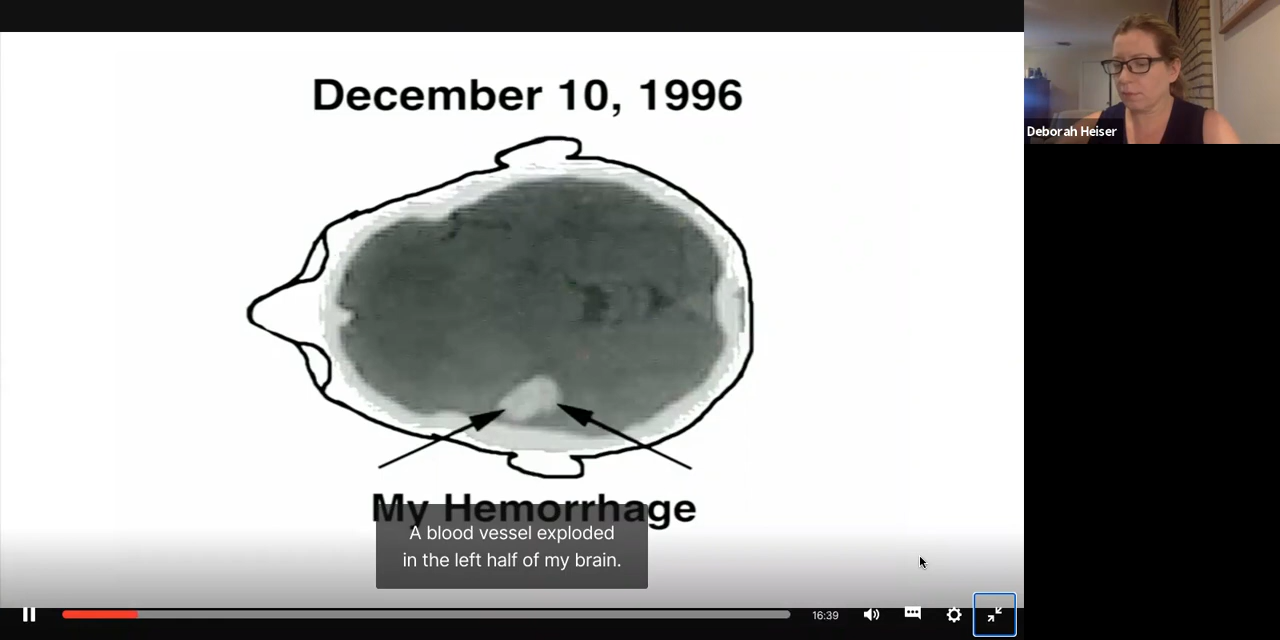 December 10, 1996
Deborah Heiser
My Hemorrhage
A blood vessel exploded
in the left half of my brain.
16:39